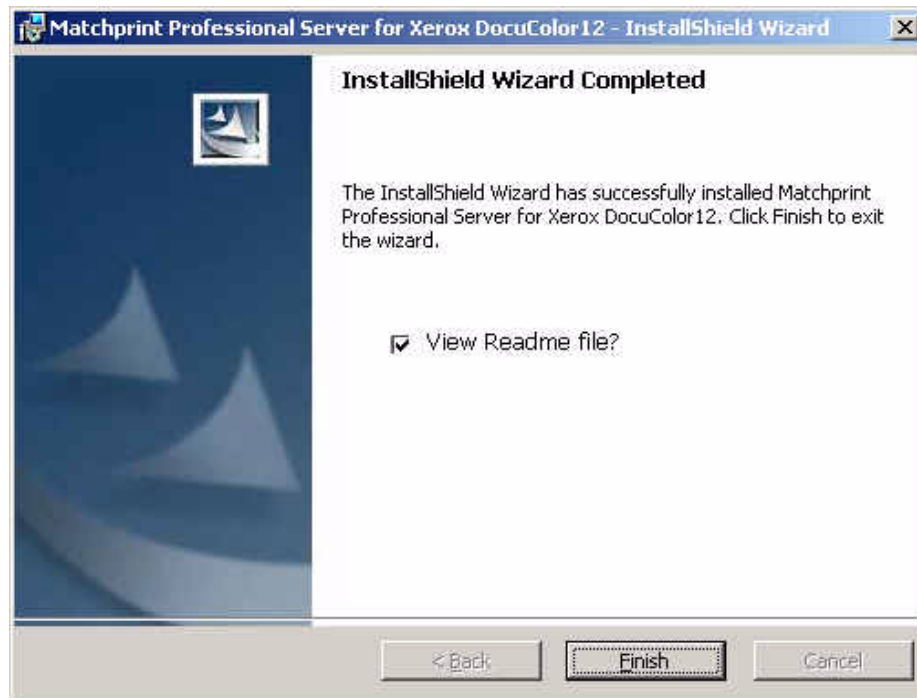 Matchprint Professional Server for Xerox DocuColor12 - InstallShield Wizard
InstallShield Wizard Completed
The InstallShield Wizard has successfully installed Matchprint
Professional Server for Xerox DocuColor12. Click Finish to exit
the wizard.
View Readme file?
< Back
Finish
Cancel